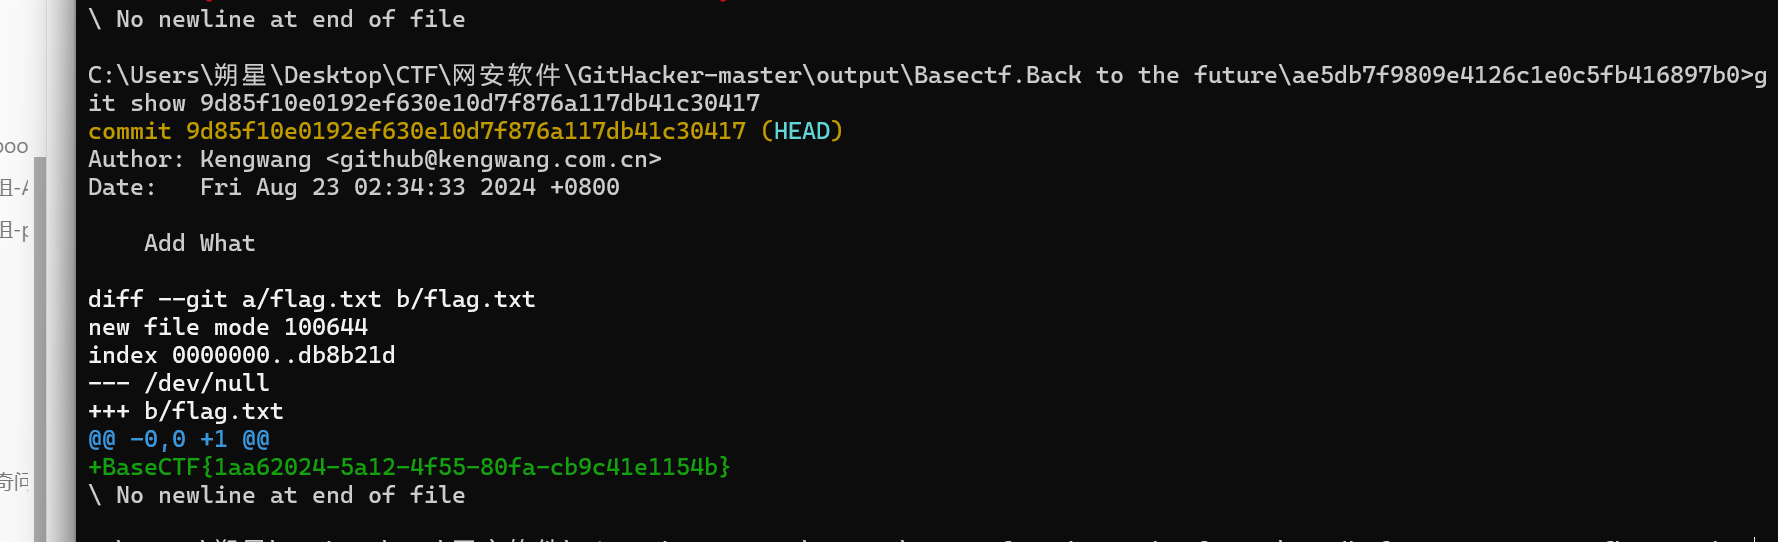 \ No newline at end of file
C:\Users\朔星\Desktop\CTF\网安软件\GitHacker-master\output\Basectf.Back to the future\ae5db7f9809e4126c1e0c5fb416897b0>g
it show 9d85f10e0192ef630e10d7f876a117db41c30417
commit 9d85f10e0192ef630e10d7f876a117db41c30417 (HEAD)
Author: Kengwang <github@kengwang.com.cn>
Date:   Fri Aug 23 02:34:33 2024 +0800
    Add What
diff --git a/flag.txt b/flag.txt
new file mode 100644
index 0000000..db8b21d
--- /dev/null
+++ b/flag.txt
@@ -0,0 +1 @@
+BaseCTF{1aa62024-5a12-4f55-80fa-cb9c41e1154b}
\ No newline at end of file